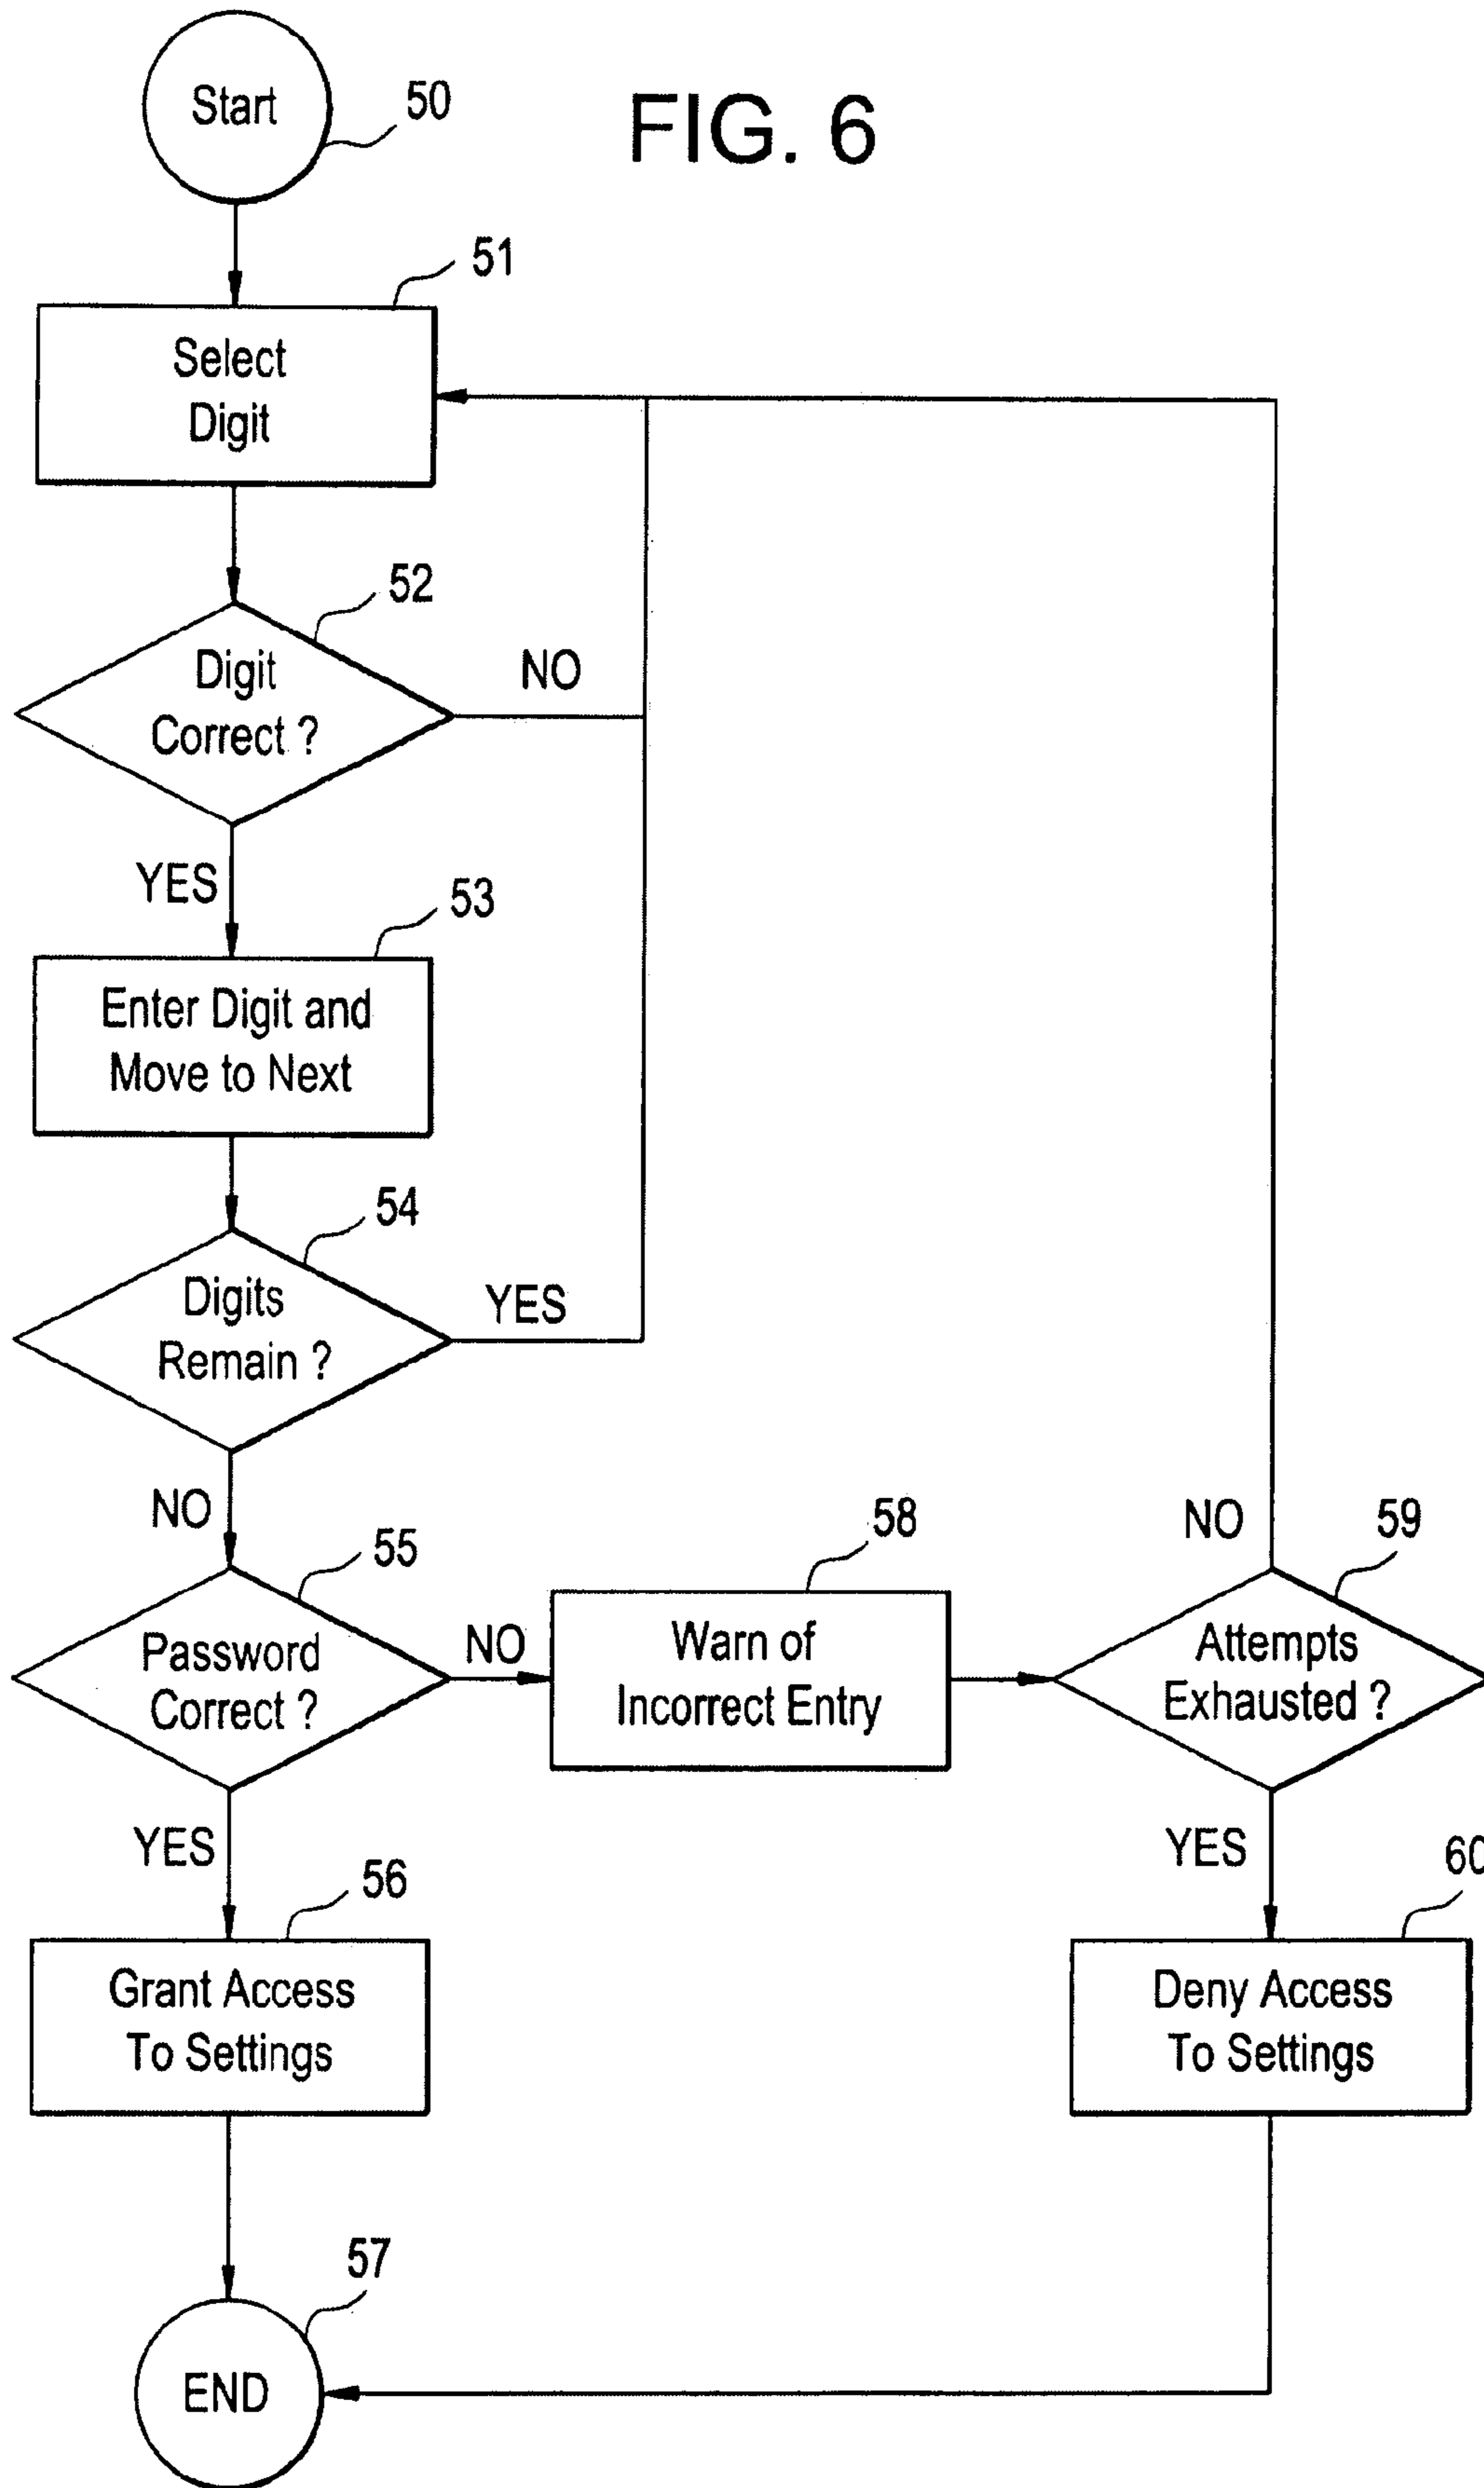 FIG. 6
Start
50
51
Select
Digit
52
Digit
Correct ?
NO
YES
53
Enter Digit and
Move to Next
54
Digits
Remain ?
YES
NO
55
Password
Correct ?
NO
58
Warn of
Incorrect Entry
NO
59
Attempts
Exhausted ?
YES
56
Grant Access
To Settings
YES
60
Deny Access
To Settings
57
END